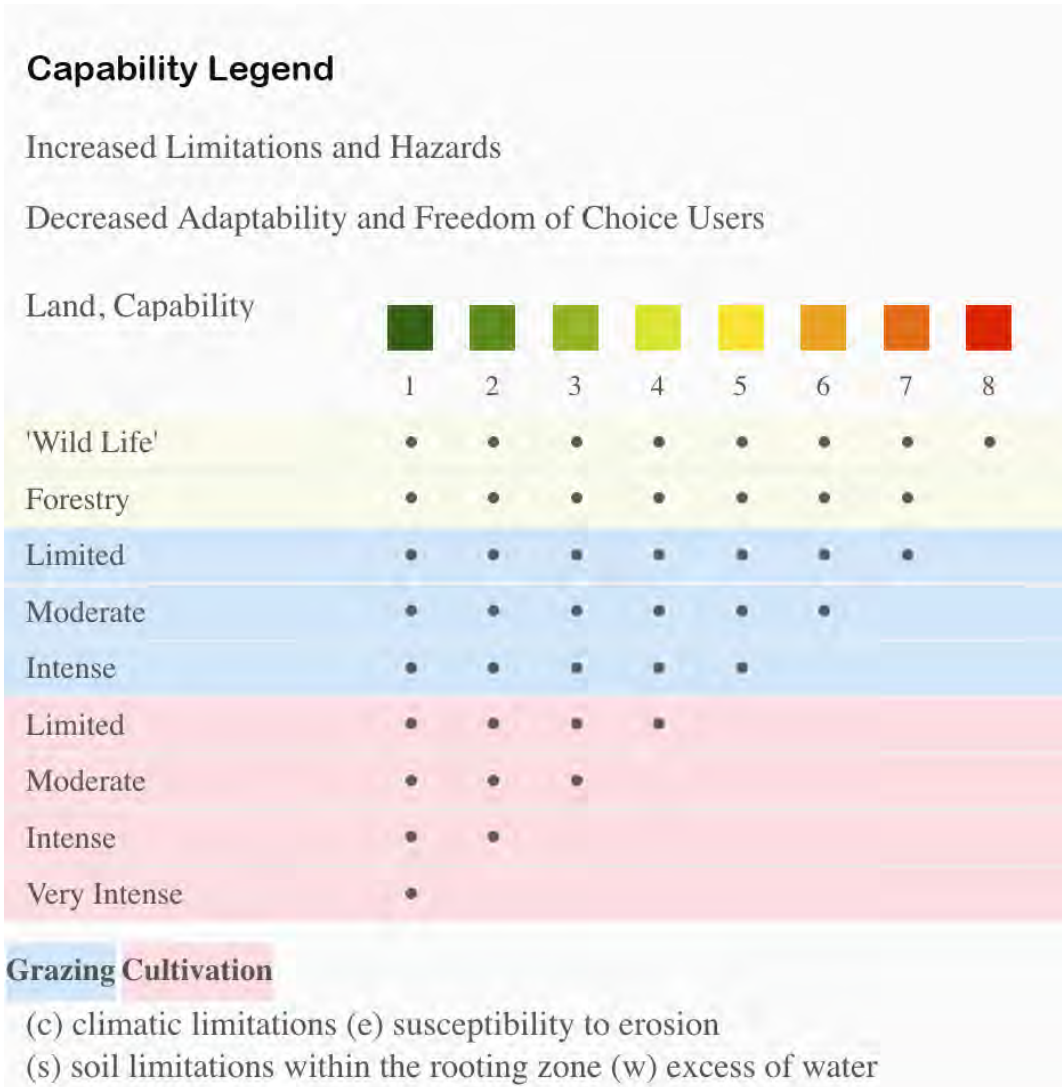 Capability Legend
Increased Limitations and Hazards
Decreased Adaptability and Freedom of Choice Users
Land, Capability
1 2 3 4 5 6 7 8
'Wild Life' • • • • • • • •
Forestry • • • • • • •
Limited • • • • • • •
Moderate • • • • • •
Intense • • • • •
Limited • • • •
Moderate • • •
Intense • •
Very Intense •
Grazing Cultivation
(c) climatic limitations (e) susceptibility to erosion
(s) soil limitations within the rooting zone (w) excess of water